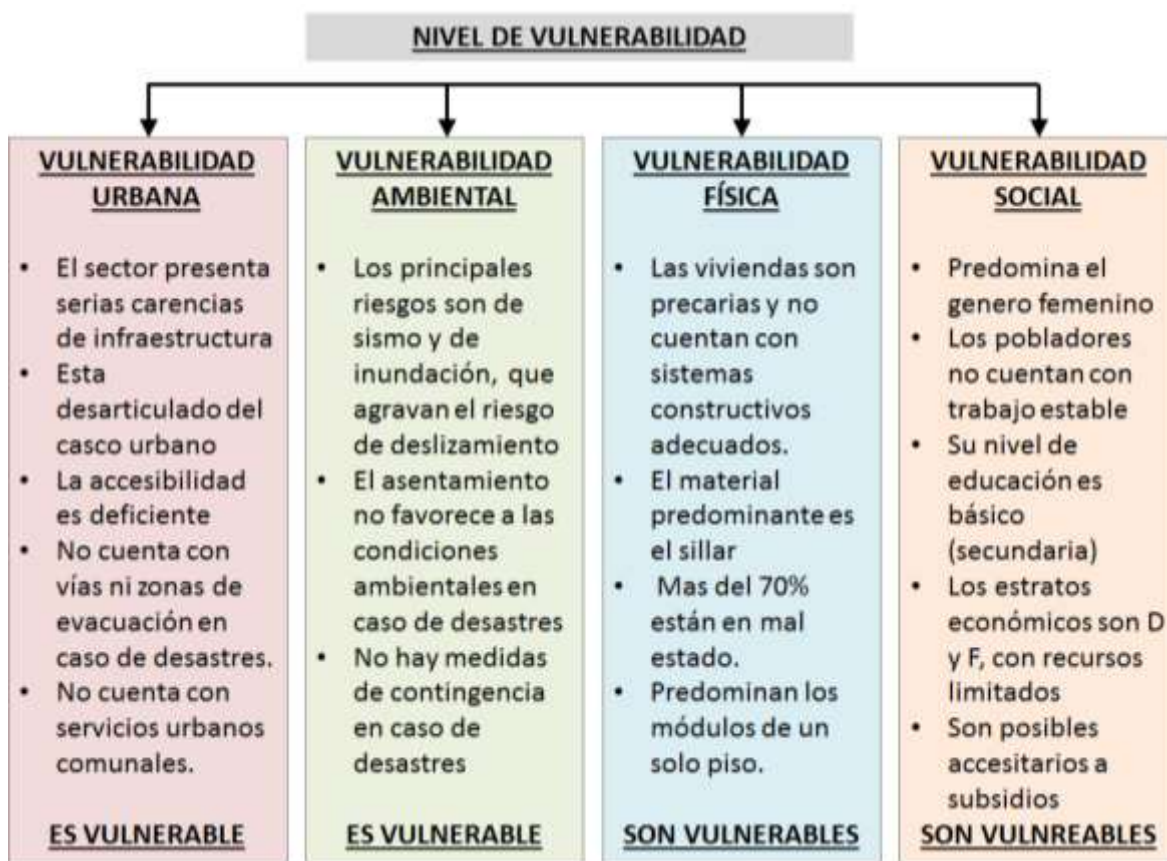 NIVEL DE VULNERABILIDAD
VULNERABILIDAD
URBANA
• El sector presenta
serias carencias
de infraestructura
• Esta
desarticulado del
casco urbano
• La accesibilidad
es deficiente
• No cuenta con
vías ni zonas de
evacuación en
caso de desastres.
• No cuenta con
servicios urbanos
comunales.
ES VULNERABLE
VULNERABILIDAD
AMBIENTAL
• Los principales
riesgos son de
sismo y de
inundación, que
agravan el riesgo
de deslizamiento
• El asentamiento
no favorece a las
condiciones
ambientales en
caso de desastres
• No hay medidas
de contingencia
en caso de
desastres
ES VULNERABLE
VULNERABILIDAD
FÍSICA
• Las viviendas son
precarias y no
cuentan con
sistemas
constructivos
adecuados.
• El material
predominante es
el sillar
• Mas del 70%
están en mal
estado.
• Predominan los
módulos de un
solo piso.
SON VULNERABLES
VULNERABILIDAD
SOCIAL
• Predomina el
genero femenino
• Los pobladores
no cuentan con
trabajo estable
• Su nivel de
educación es
básico
(secundaria)
• Los estratos
económicos son D
y F, con recursos
limitados
• Son posibles
accesitarios a
subsidios
SON VULNREABLES